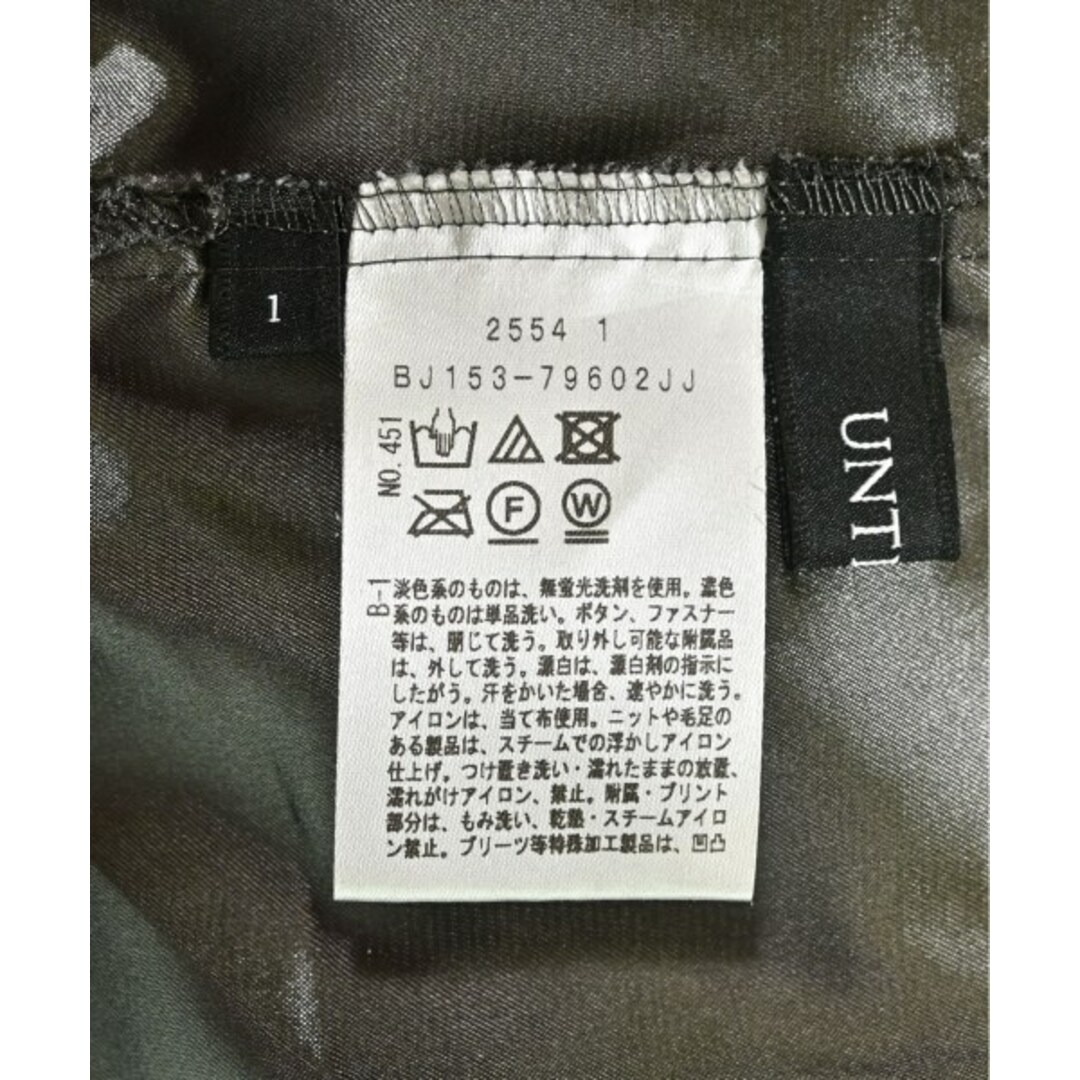 1
2554 1
BJ153-79602JJ
NO.451
F
W
UNTI
B-1
淡色系のものは、無蛍光洗剤を使用。濃色
系のものは単品洗い。ボタン、ファスナー
等は、閉じて洗う。取り外し可能な附属品
は、外して洗う。漂白は、漂白剤の指示に
したがう。汗をかいた場合、速やかに洗う。
アイロンは、当て布使用。ニットや毛足の
ある製品は、スチームでの浮かしアイロン
仕上げ。つけ置き洗い・濡れたままの放置、
濡れがけアイロン、禁止。附属・プリント
部分は、もみ洗い、乾熱・スチームアイロ
ン禁止。プリーツ等特殊加工製品は、凹凸